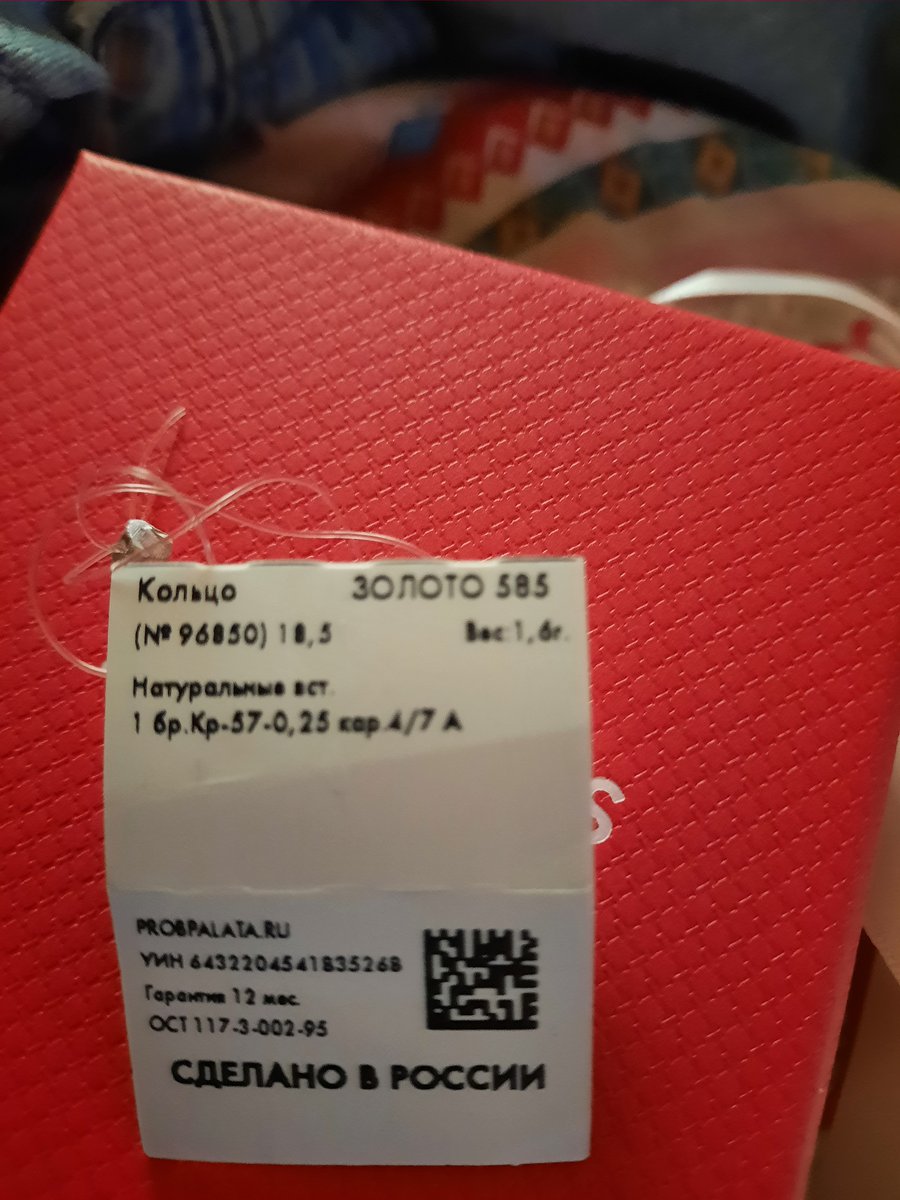 Кольцо ЗОЛОТО 585
(№ 96850) 18,5 Вес:1,6г.
Натуральные вст.
1 бр.Кр-57-0,25 кар.4/7 А
S
PROBPALATA.RU
УИН 6432204541835268
Гарантия 12 мес.
ОСТ 117-3-002-95
СДЕЛАНО В РОССИИ